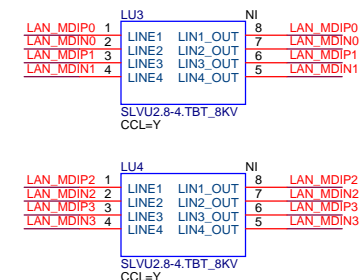 LU3 NI
LAN_MDIP0 1 LINE1 LIN1_OUT 8 LAN_MDIP0
LAN_MDIN0 2 LINE2 LIN2_OUT 7 LAN_MDIN0
LAN_MDIP1 3 LINE3 LIN3_OUT 6 LAN_MDIP1
LAN_MDIN1 4 LINE4 LIN4_OUT 5 LAN_MDIN1
SLVU2.8-4.TBT_8KV
CCL=Y
LU4 NI
LAN_MDIP2 1 LINE1 LIN1_OUT 8 LAN_MDIP2
LAN_MDIN2 2 LINE2 LIN2_OUT 7 LAN_MDIN2
LAN_MDIP3 3 LINE3 LIN3_OUT 6 LAN_MDIP3
LAN_MDIN3 4 LINE4 LIN4_OUT 5 LAN_MDIN3
SLVU2.8-4.TBT_8KV
CCL=Y